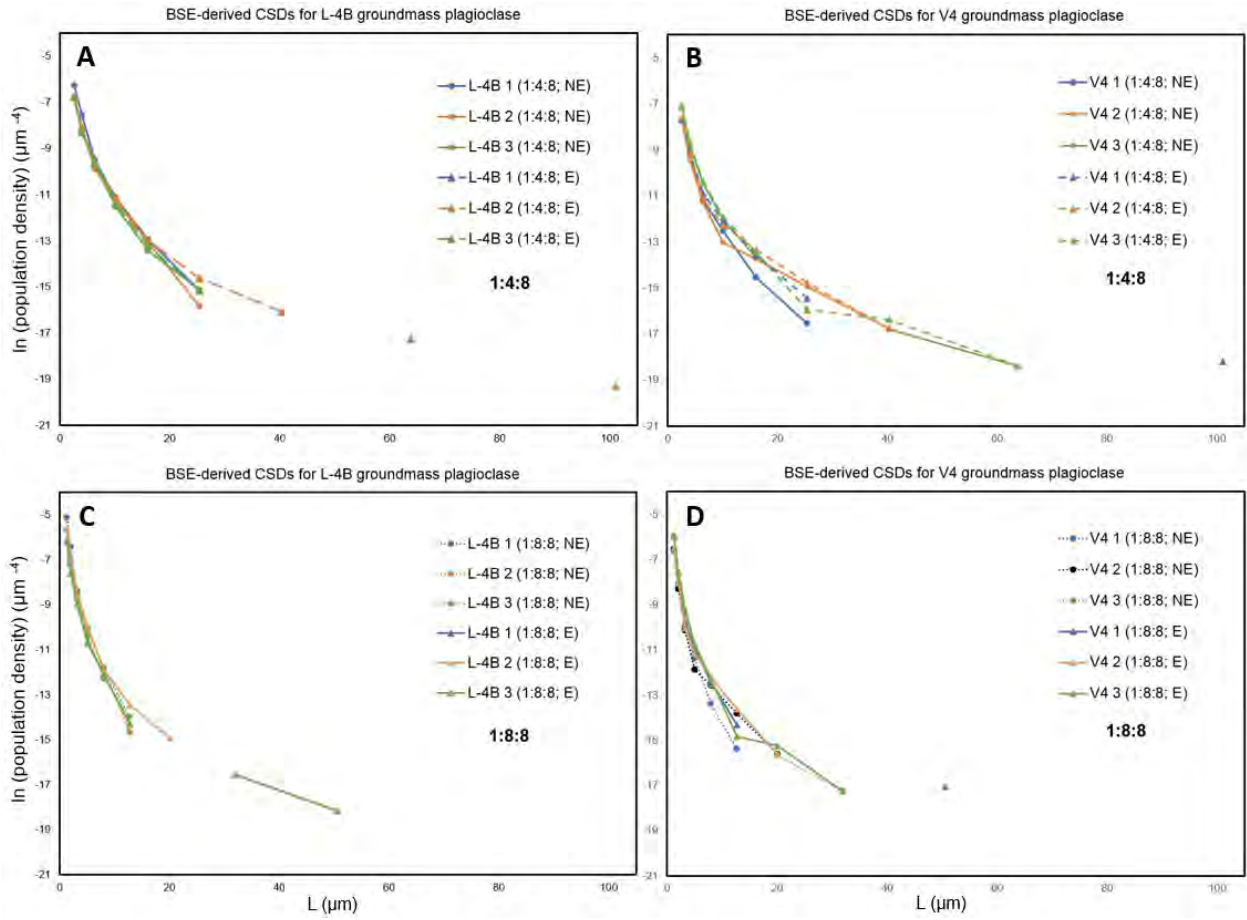 BSE-derived CSDs for L-4B groundmass plagioclase
A
L-4B 1 (1:4:8; NE)
L-4B 2 (1:4:8; NE)
L-4B 3 (1:4:8; NE)
L-4B 1 (1:4:8; E)
L-4B 2 (1:4:8; E)
L-4B 3 (1:4:8; E)
1:4:8
ln (population density) (µm ⁻⁴)
-5
-7
-9
-11
-13
-15
-17
-19
-21
0 20 40 60 80 100
BSE-derived CSDs for V4 groundmass plagioclase
B
V4 1 (1:4:8; NE)
V4 2 (1:4:8; NE)
V4 3 (1:4:8; NE)
V4 1 (1:4:8; E)
V4 2 (1:4:8; E)
V4 3 (1:4:8; E)
1:4:8
-5
-7
-9
-11
-13
-15
-17
-19
-21
0 20 40 60 80 100
BSE-derived CSDs for L-4B groundmass plagioclase
C
L-4B 1 (1:8:8; NE)
L-4B 2 (1:8:8; NE)
L-4B 3 (1:8:8; NE)
L-4B 1 (1:8:8; E)
L-4B 2 (1:8:8; E)
L-4B 3 (1:8:8; E)
1:8:8
ln (population density) (µm ⁻⁴)
-5
-7
-9
-11
-13
-15
-17
-19
-21
0 20 40 60 80 100
L (µm)
BSE-derived CSDs for V4 groundmass plagioclase
D
V4 1 (1:8:8; NE)
V4 2 (1:8:8; NE)
V4 3 (1:8:8; NE)
V4 1 (1:8:8; E)
V4 2 (1:8:8; E)
V4 3 (1:8:8; E)
1:8:8
-5
-7
-9
-11
-13
-15
-17
-19
-21
0 20 40 60 80 100
L (µm)